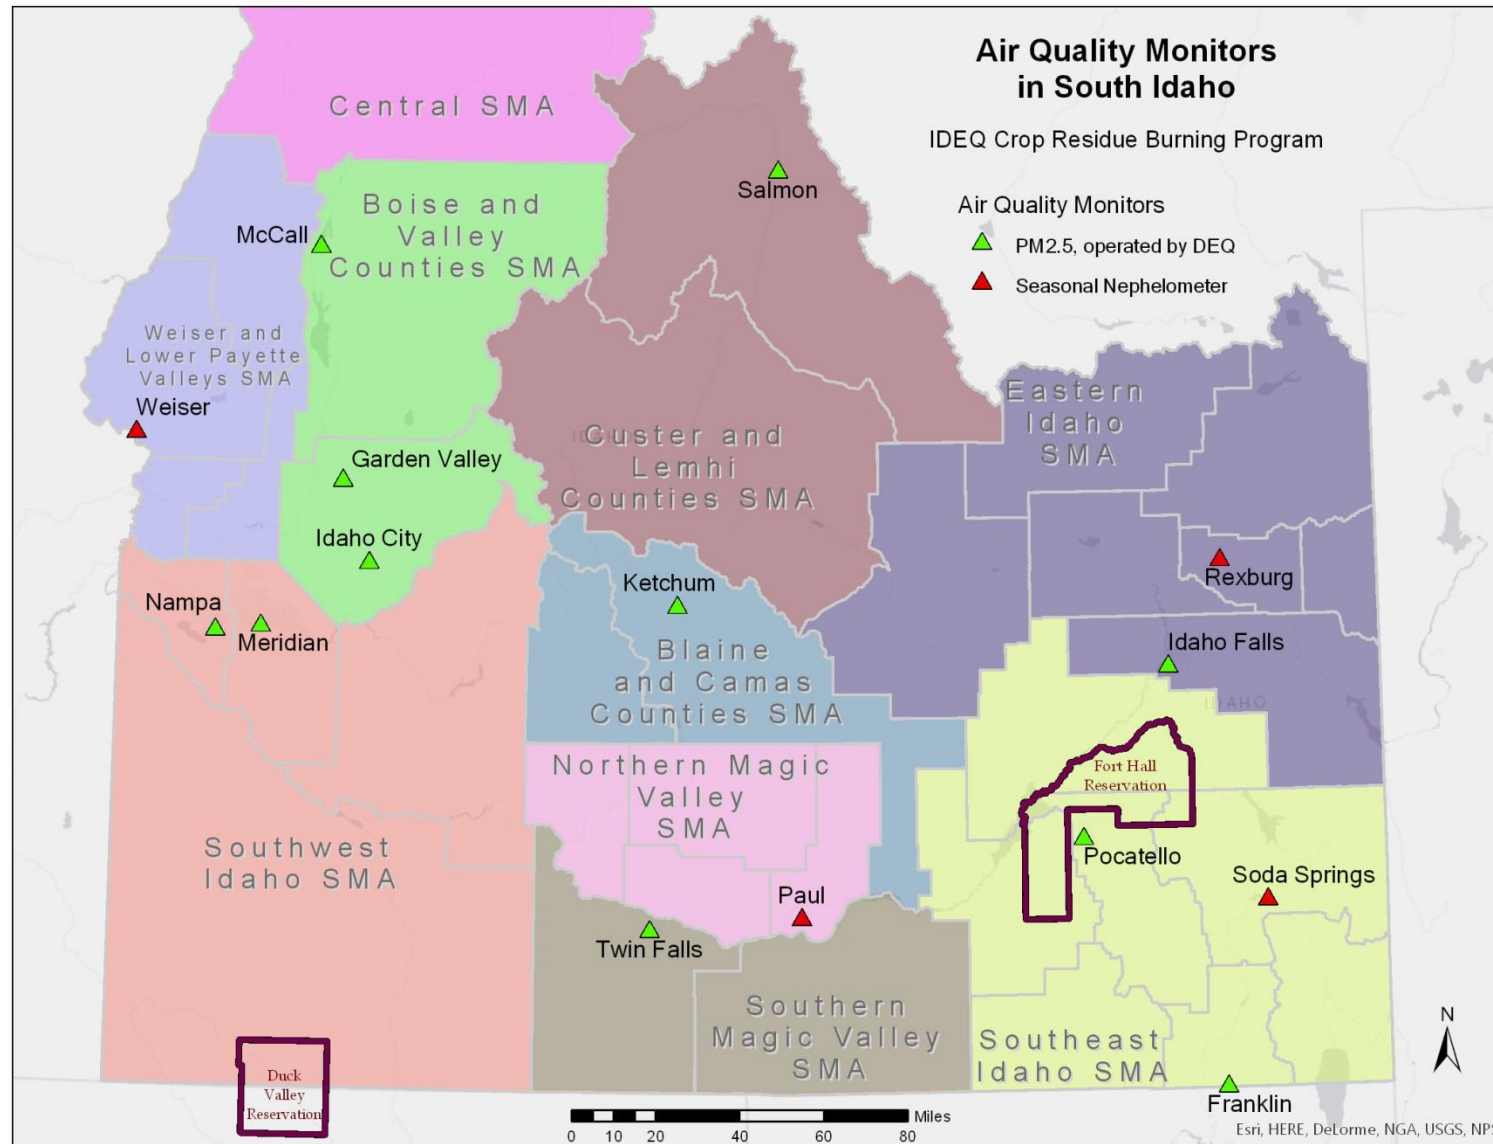 Air Quality Monitors
in South Idaho
IDEQ Crop Residue Burning Program
Air Quality Monitors
PM2.5, operated by DEQ
Seasonal Nephelometer
Central SMA
Salmon
Boise and
Valley
Counties SMA
McCall
Weiser and
Lower Payette
Valleys SMA
Weiser
Garden Valley
Idaho City
Custer and
Lemhi
Counties SMA
Eastern
Idaho
SMA
Rexburg
Nampa
Meridian
Ketchum
Blaine
and Camas
Counties SMA
Idaho Falls
IDAHO
Fort Hall
Reservation
Northern Magic
Valley
SMA
Southwest
Idaho SMA
Pocatello
Soda Springs
Paul
Twin Falls
Southern
Magic Valley
SMA
Southeast
Idaho SMA
Franklin
Duck
Valley
Reservation
N
Miles
0 10 20 40 60 80
Esri, HERE, DeLorme, NGA, USGS, NPS